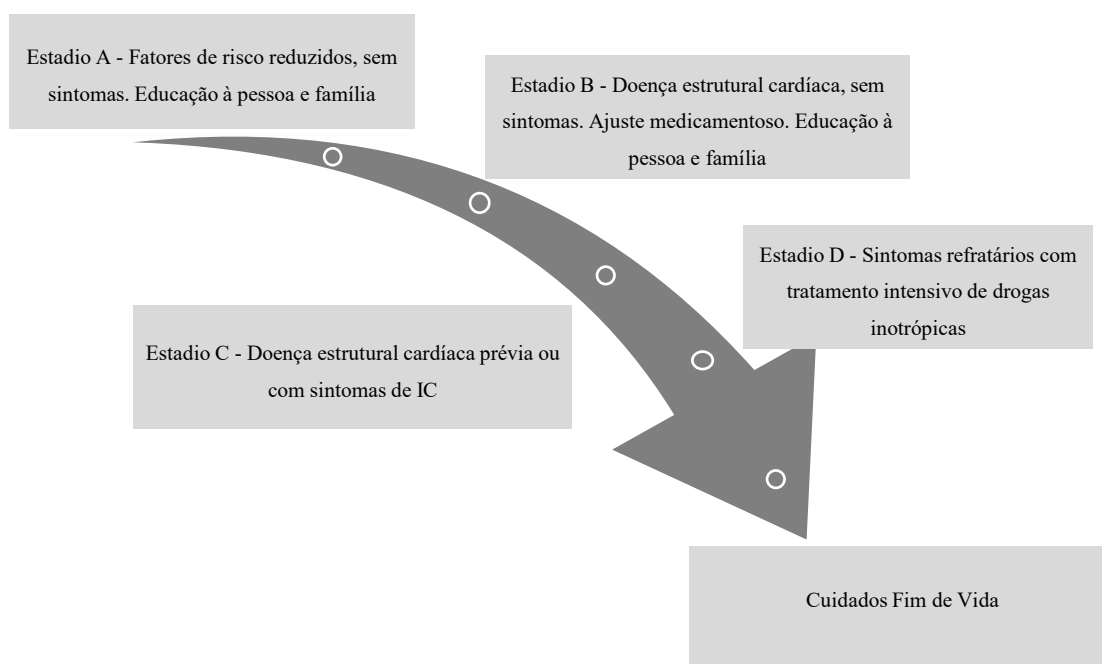 Estadio A - Fatores de risco reduzidos, sem
sintomas. Educação à pessoa e família
Estadio B - Doença estrutural cardíaca, sem
sintomas. Ajuste medicamentoso. Educação à
pessoa e família
Estadio C - Doença estrutural cardíaca prévia ou
com sintomas de IC
Estadio D - Sintomas refratários com
tratamento intensivo de drogas
inotrópicas
Cuidados Fim de Vida